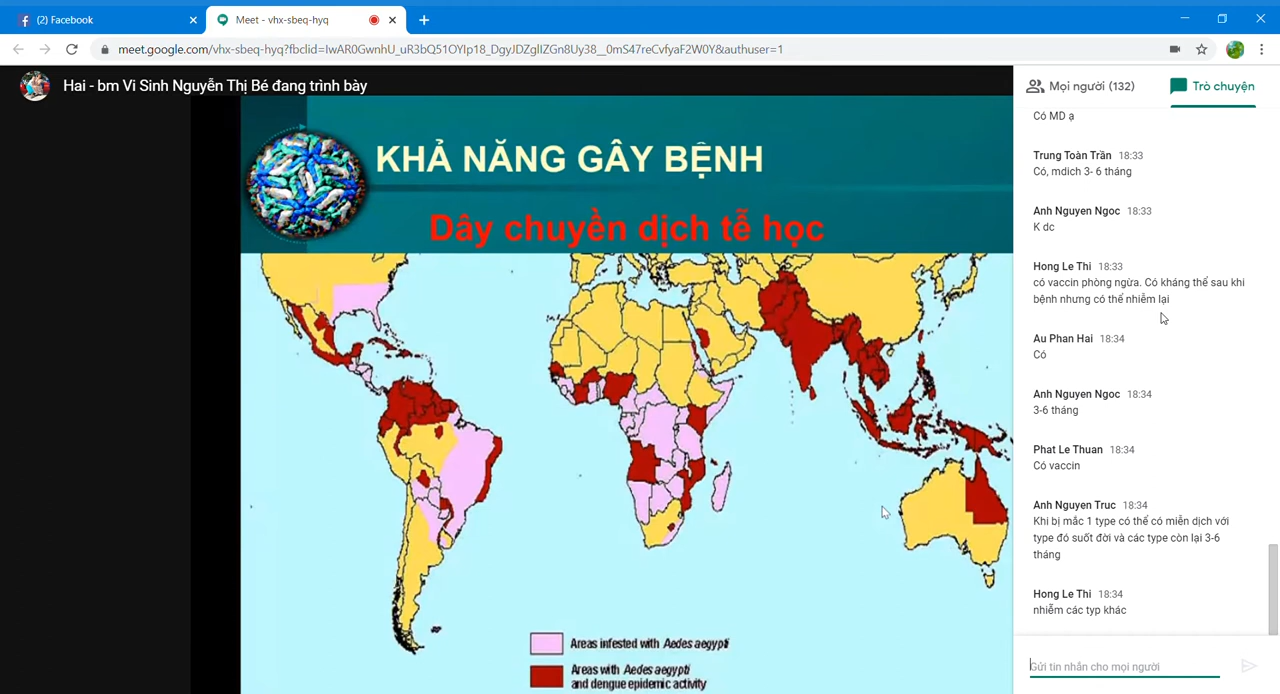 (2) Facebook
Meet - vhx-sbeq-hyq
meet.google.com/vhx-sbeq-hyq?fbclid=IwAR0GwnhU_uR3bQ51OYIp18_DgyJDZglIZGn8Uy38__0mS47reCvfyaF2W0Y&authuser=1
Hai - bm Vi Sinh Nguyễn Thị Bé đang trình bày
KHẢ NĂNG GÂY BỆNH
Dây chuyền dịch tễ học
Areas infested with Aedes aegypti
Areas with Aedes aegypti
and dengue epidemic activity
Mọi người (132)
Trò chuyện
Có MD ạ
Trung Toàn Trần 18:33
Có, mdich 3- 6 tháng
Anh Nguyen Ngoc 18:33
K dc
Hong Le Thi 18:33
có vaccin phòng ngừa. Có kháng thể sau khi
bệnh nhưng có thể nhiễm lại
Au Phan Hai 18:34
Có
Anh Nguyen Ngoc 18:34
3-6 tháng
Phat Le Thuan 18:34
Có vaccin
Anh Nguyen Truc 18:34
Khi bị mắc 1 type có thể có miễn dịch với
type đó suốt đời và các type còn lại 3-6
tháng
Hong Le Thi 18:34
nhiễm các typ khác
Gửi tin nhắn cho mọi người